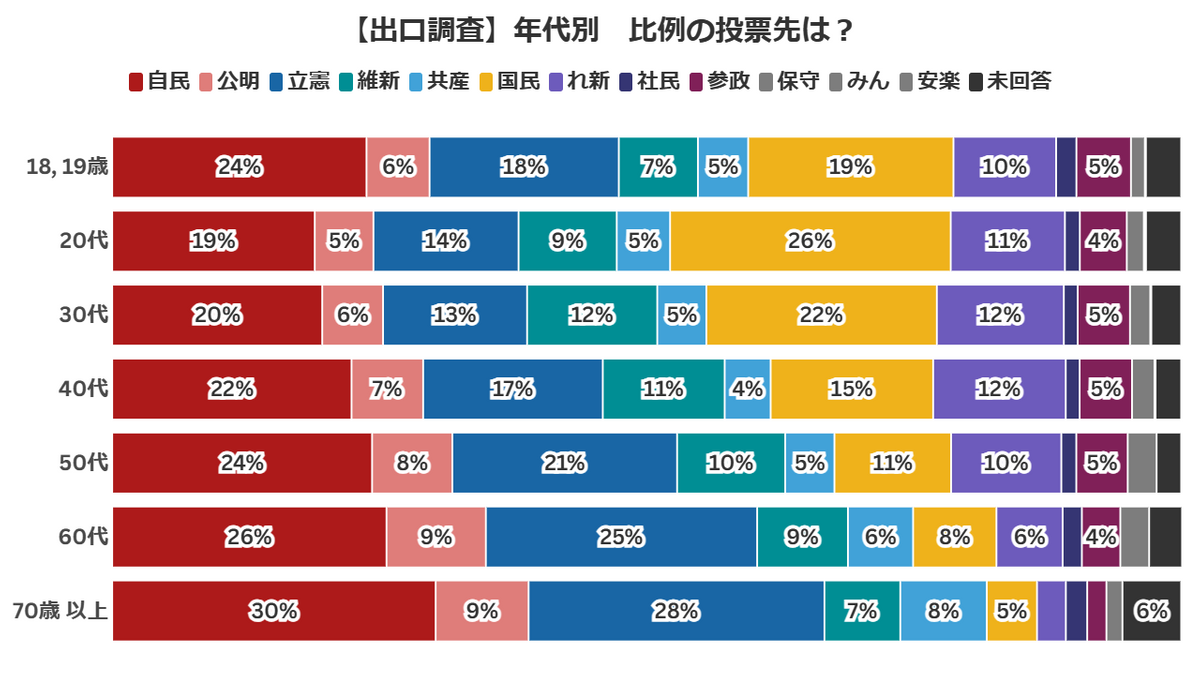 【出口調査】年代別　比例の投票先は？
自民 公明 立憲 維新 共産 国民 れ新 社民 参政 保守 みん 安楽 未回答
18, 19歳 24% 6% 18% 7% 5% 19% 10% 5%
20代 19% 5% 14% 9% 5% 26% 11% 4%
30代 20% 6% 13% 12% 5% 22% 12% 5%
40代 22% 7% 17% 11% 4% 15% 12% 5%
50代 24% 8% 21% 10% 5% 11% 10% 5%
60代 26% 9% 25% 9% 6% 8% 6% 4%
70歳 以上 30% 9% 28% 7% 8% 5% 6%